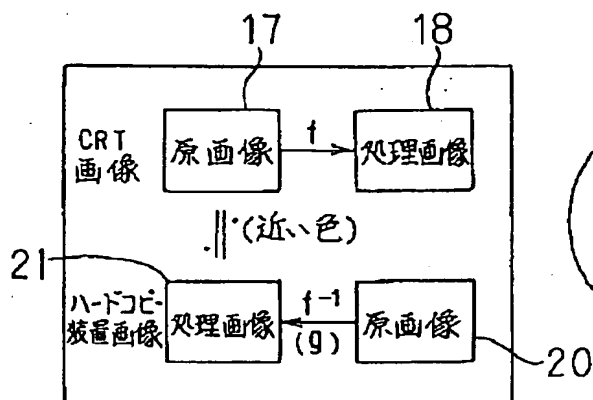 17
18
CRT
画像
原画像
f
処理画像
(近い色)
21
ハードコピー
装置画像
処理画像
f-1
(g)
原画像
20